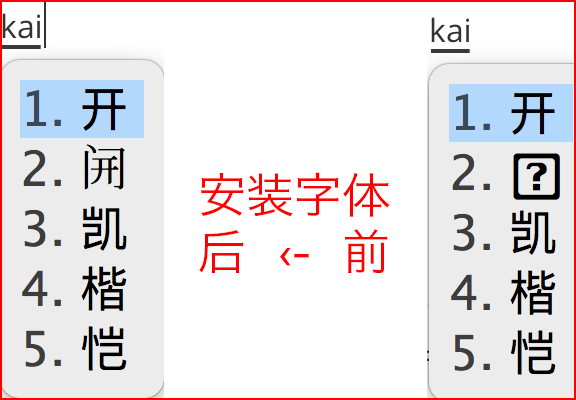 kai
1. 开
2. 𫔭
3. 凯
4. 楷
5. 恺
安装字体
后 <- 前
kai
1. 开
2. ?
3. 凯
4. 楷
5. 恺